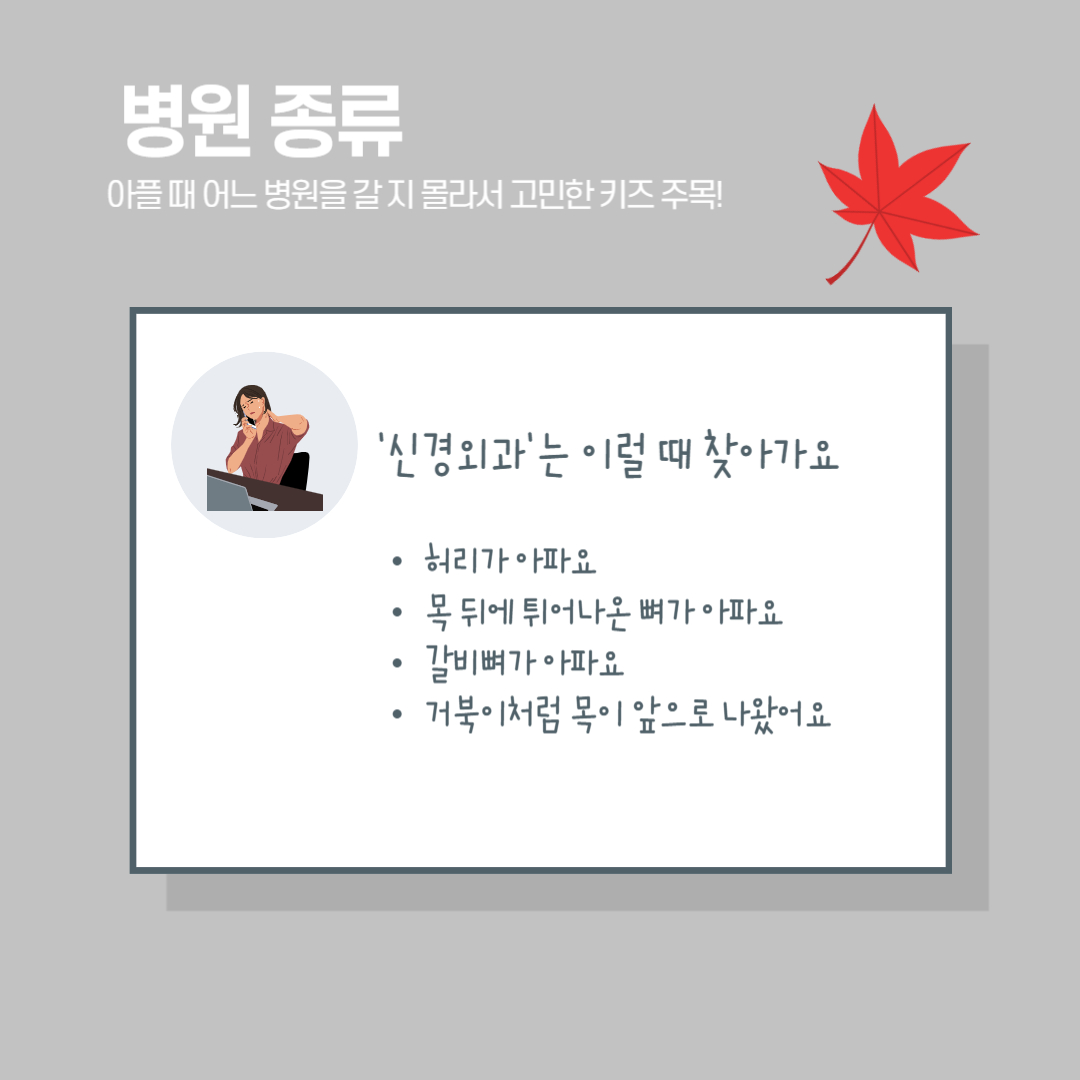 병원 종류
아플 때 어느 병원을 갈 지 몰라서 고민한 키즈 주목!
'신경외과'는 이럴 때 찾아가요
• 허리가 아파요
• 목 뒤에 튀어나온 뼈가 아파요
• 갈비뼈가 아파요
• 거북이처럼 목이 앞으로 나왔어요